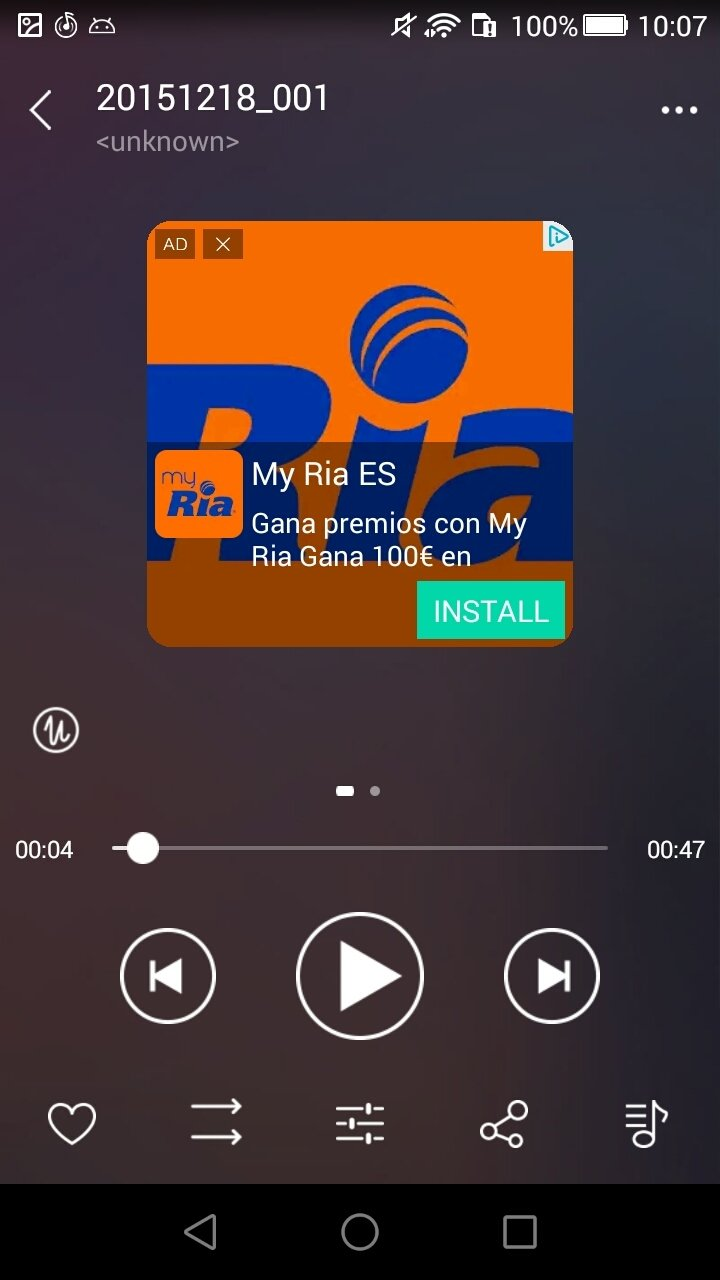 100% 10:07
20151218_001
<unknown>
AD
Ria
my
Ria
My Ria ES
Gana premios con My
Ria Gana 100€ en
INSTALL
00:04
00:47